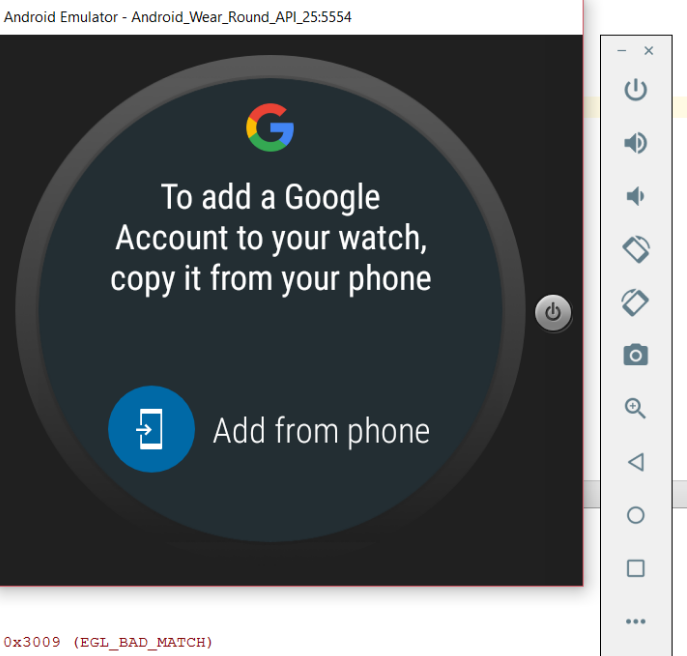 Android Emulator - Android_Wear_Round_API_25:5554
To add a Google
Account to your watch,
copy it from your phone
Add from phone
0x3009 (EGL_BAD_MATCH)